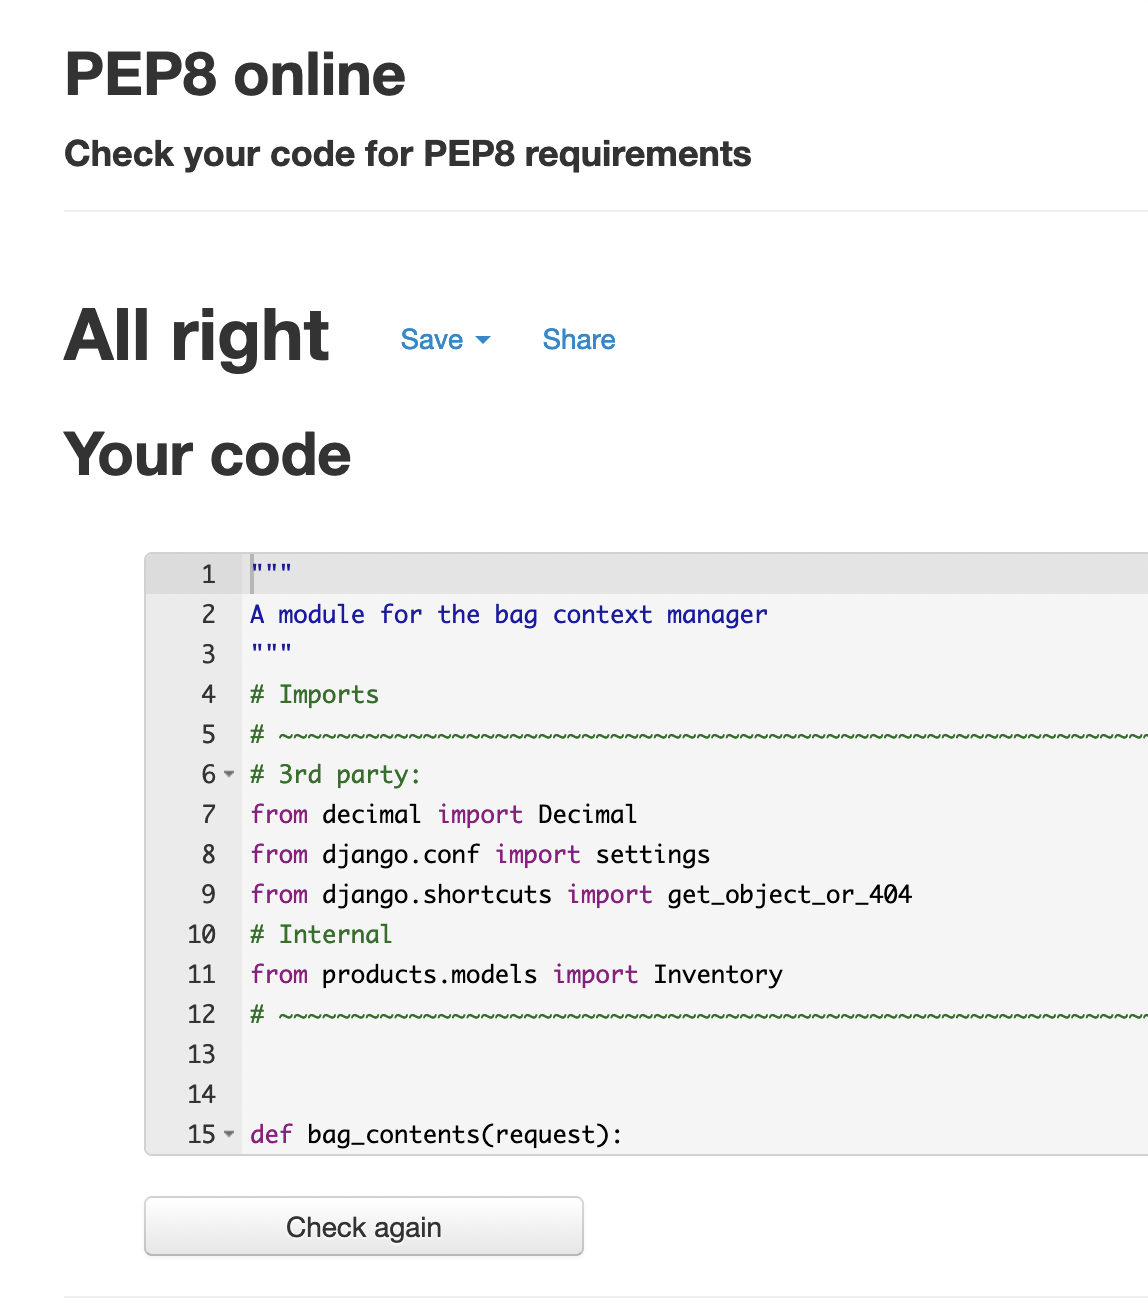 PEP8 online
Check your code for PEP8 requirements
All right Save Share
Your code
1 """
2 A module for the bag context manager
3 """
4 # Imports
5 # ~~~~~~~~~~~~~~~~~~~~~~~~~~~~~~~~~~~~~~~~~~~~~~~~~~~~~~~~~~~~~
6 # 3rd party:
7 from decimal import Decimal
8 from django.conf import settings
9 from django.shortcuts import get_object_or_404
10 # Internal
11 from products.models import Inventory
12 # ~~~~~~~~~~~~~~~~~~~~~~~~~~~~~~~~~~~~~~~~~~~~~~~~~~~~~~~~~~~~~
13
14
15 def bag_contents(request):
Check again